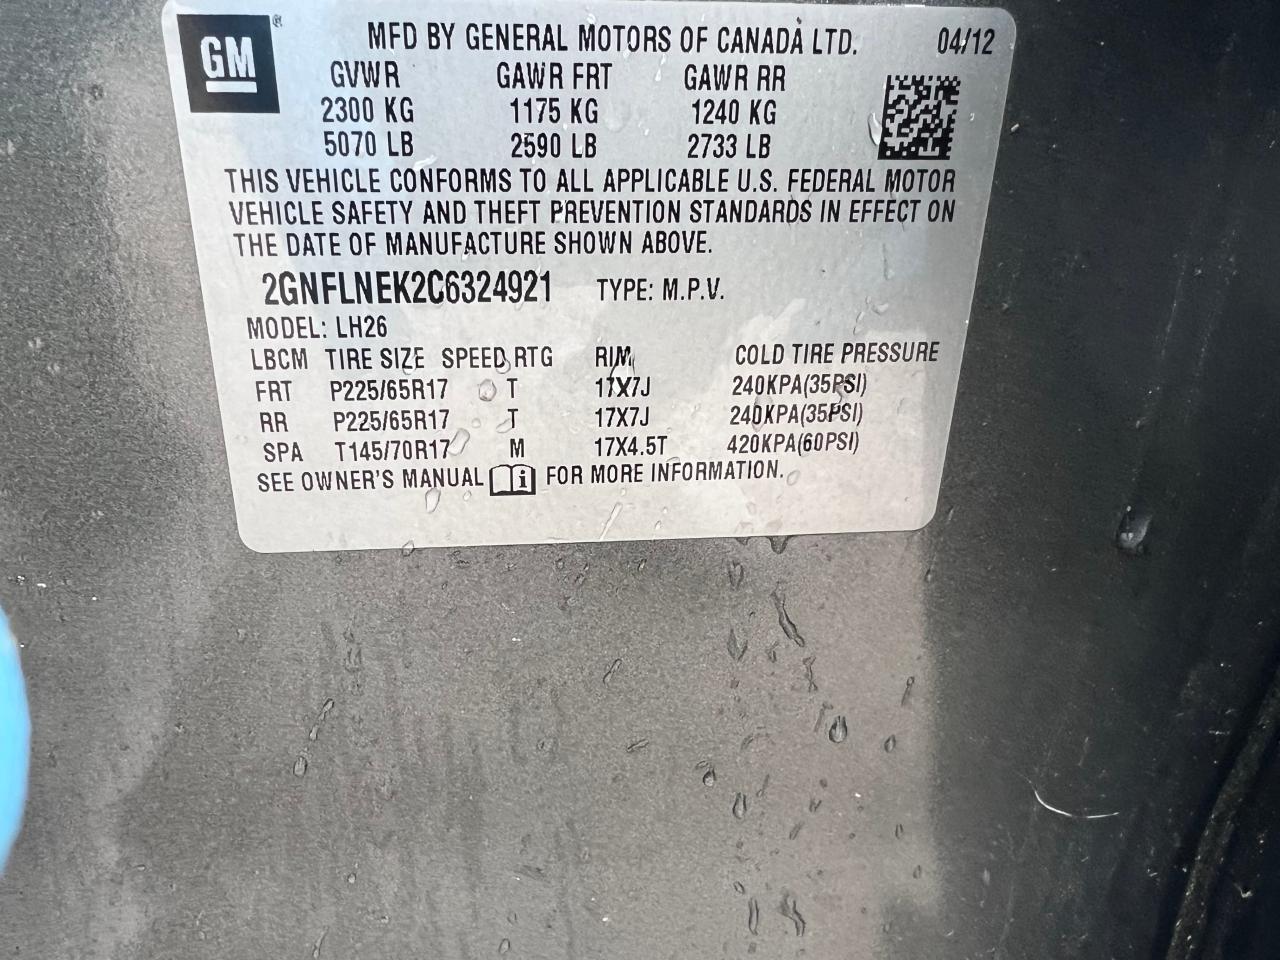 GM®
MFD BY GENERAL MOTORS OF CANADA LTD. 04/12
GVWR GAWR FRT GAWR RR
2300 KG 1175 KG 1240 KG
5070 LB 2590 LB 2733 LB
THIS VEHICLE CONFORMS TO ALL APPLICABLE U.S. FEDERAL MOTOR
VEHICLE SAFETY AND THEFT PREVENTION STANDARDS IN EFFECT ON
THE DATE OF MANUFACTURE SHOWN ABOVE.
2GNFLNEK2C6324921 TYPE: M.P.V.
MODEL: LH26
LBCM TIRE SIZE SPEED RTG RIM COLD TIRE PRESSURE
FRT P225/65R17 T 17X7J 240KPA(35PSI)
RR P225/65R17 T 17X7J 240KPA(35PSI)
SPA T145/70R17 M 17X4.5T 420KPA(60PSI)
SEE OWNER'S MANUAL i FOR MORE INFORMATION.